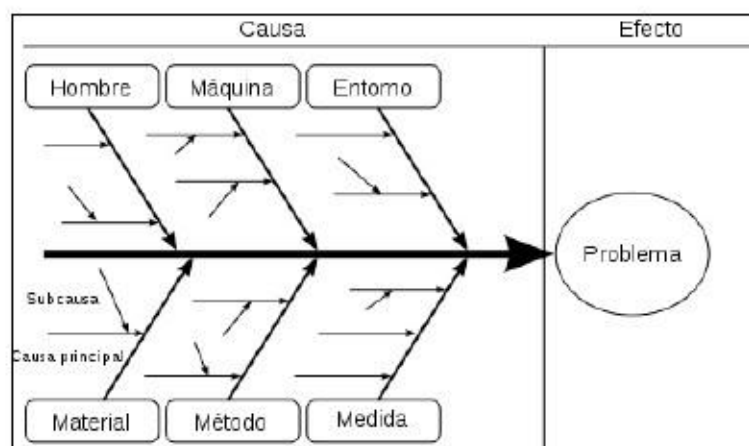 Causa
Efecto
Hombre
Máquina
Entorno
Problema
Subcausa
Causa principal
Material
Método
Medida